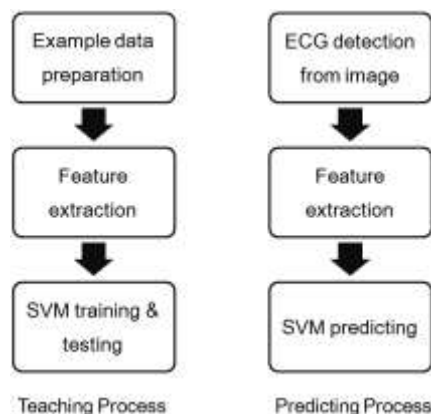 Example data
preparation
Feature
extraction
SVM training &
testing
Teaching Process
ECG detection
from image
Feature
extraction
SVM predicting
Predicting Process